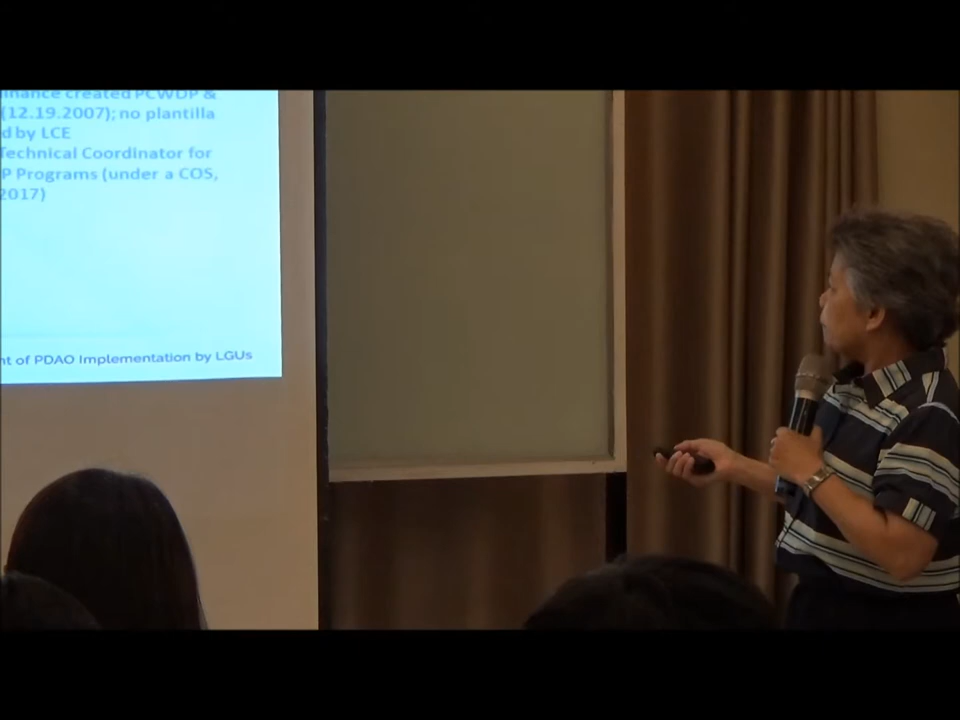 created PCWDP &
(12.19.2007); no plantilla
d by LCE
Technical Coordinator for
P Programs (under a COS,
2017)
nt of PDAO Implementation by LGUs